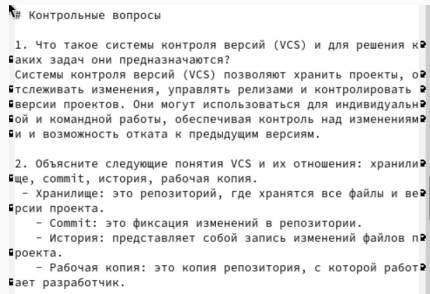 # Контрольные вопросы
1. Что такое системы контроля версий (VCS) и для решения к
аких задач они предназначаются?
Системы контроля версий (VCS) позволяют хранить проекты, о
тслеживать изменения, управлять релизами и контролировать
версии проектов. Они могут использоваться для индивидуальн
ой и командной работы, обеспечивая контроль над изменениям
и и возможность отката к предыдущим версиям.
2. Объясните следующие понятия VCS и их отношения: хранили
ще, commit, история, рабочая копия.
- Хранилище: это репозиторий, где хранятся все файлы и ве
рсии проекта.
- Commit: это фиксация изменений в репозитории.
- История: представляет собой запись изменений файлов п
роекта.
- Рабочая копия: это копия репозитория, с которой работ
ает разработчик.